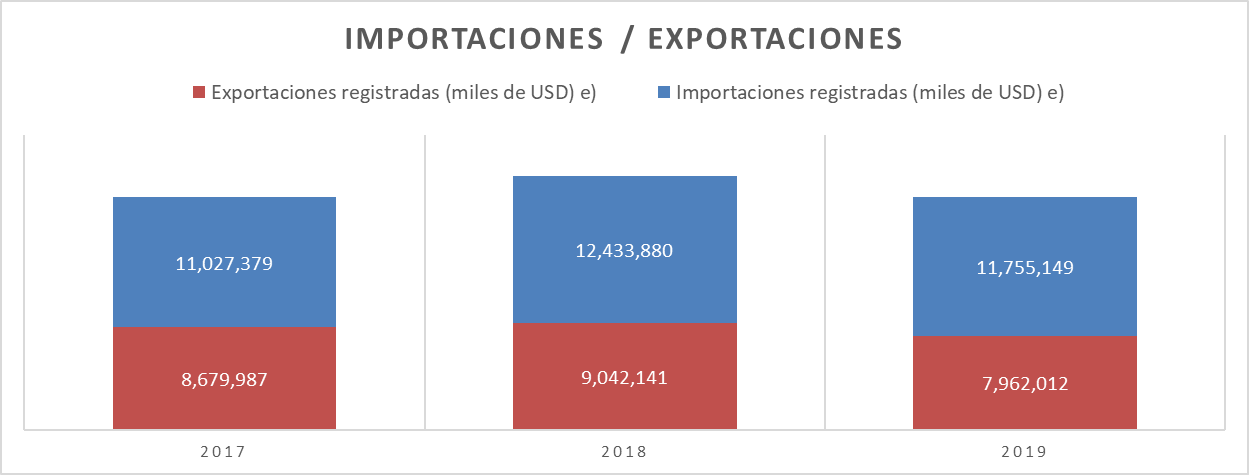 IMPORTACIONES / EXPORTACIONES
Exportaciones registradas (miles de USD) e) Importaciones registradas (miles de USD) e)
11,027,379 12,433,880 11,755,149
8,679,987 9,042,141 7,962,012
2017 2018 2019